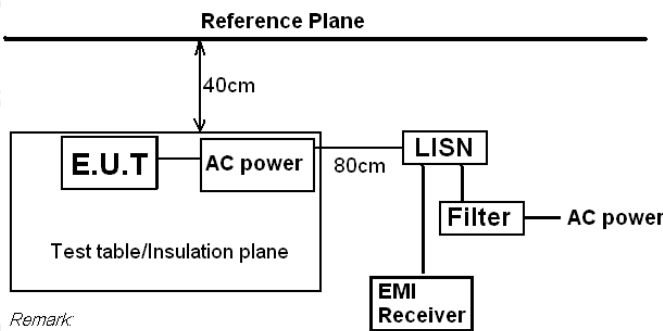 Reference Plane
40cm
E.U.T
AC power
80cm
LISN
Filter
AC power
Test table/Insulation plane
EMI
Receiver
Remark: